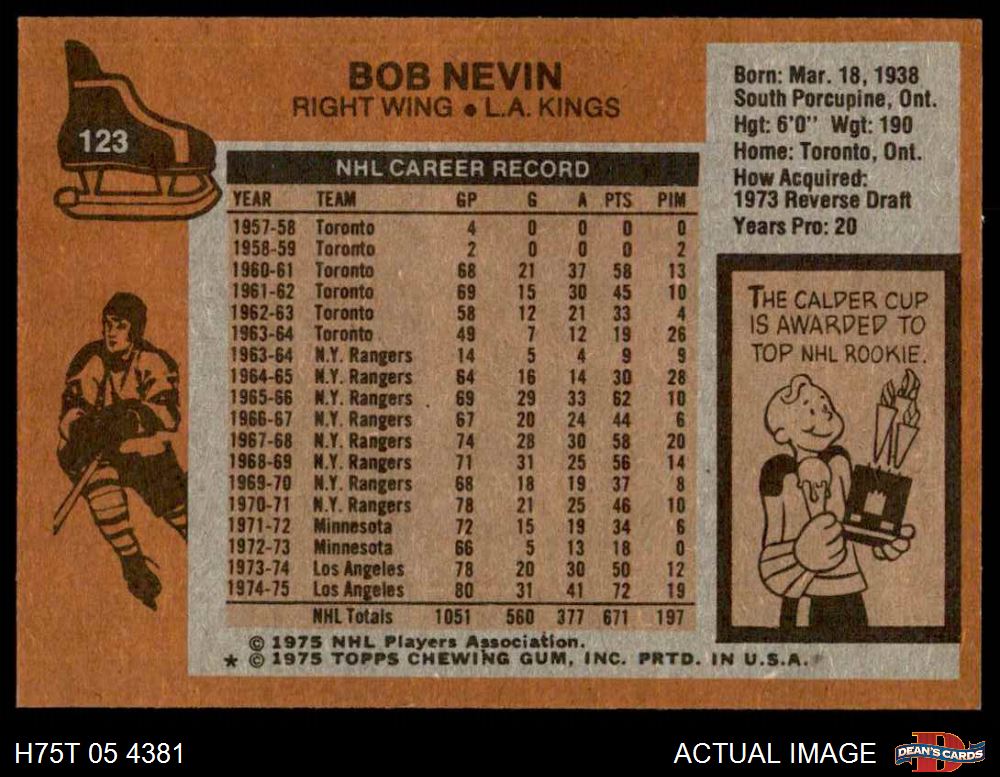 123
BOB NEVIN
RIGHT WING ● L.A. KINGS
Born: Mar. 18, 1938
South Porcupine, Ont.
Hgt: 6'0" Wgt: 190
Home: Toronto, Ont.
How Acquired:
1973 Reverse Draft
Years Pro: 20
NHL CAREER RECORD
YEAR TEAM GP G A PTS PIM
1957-58 Toronto 4 0 0 0 0
1958-59 Toronto 2 0 0 0 2
1960-61 Toronto 68 21 37 58 13
1961-62 Toronto 69 15 30 45 10
1962-63 Toronto 58 12 21 33 4
1963-64 Toronto 49 7 12 19 26
1963-64 N.Y. Rangers 14 5 4 9 9
1964-65 N.Y. Rangers 64 16 14 30 28
1965-66 N.Y. Rangers 69 29 33 62 10
1966-67 N.Y. Rangers 67 20 24 44 6
1967-68 N.Y. Rangers 74 28 30 58 20
1968-69 N.Y. Rangers 71 31 25 56 14
1969-70 N.Y. Rangers 68 18 19 37 8
1970-71 N.Y. Rangers 78 21 25 46 10
1971-72 Minnesota 72 15 19 34 6
1972-73 Minnesota 66 5 13 18 0
1973-74 Los Angeles 78 20 30 50 12
1974-75 Los Angeles 80 31 41 72 19
NHL Totals 1051 560 377 671 197
THE CALDER CUP
IS AWARDED TO
TOP NHL ROOKIE.
© 1975 NHL Players Association.
★ © 1975 TOPPS CHEWING GUM, INC. PRTD. IN U.S.A.
H75T 05 4381
ACTUAL IMAGE
DEAN'S CARDS